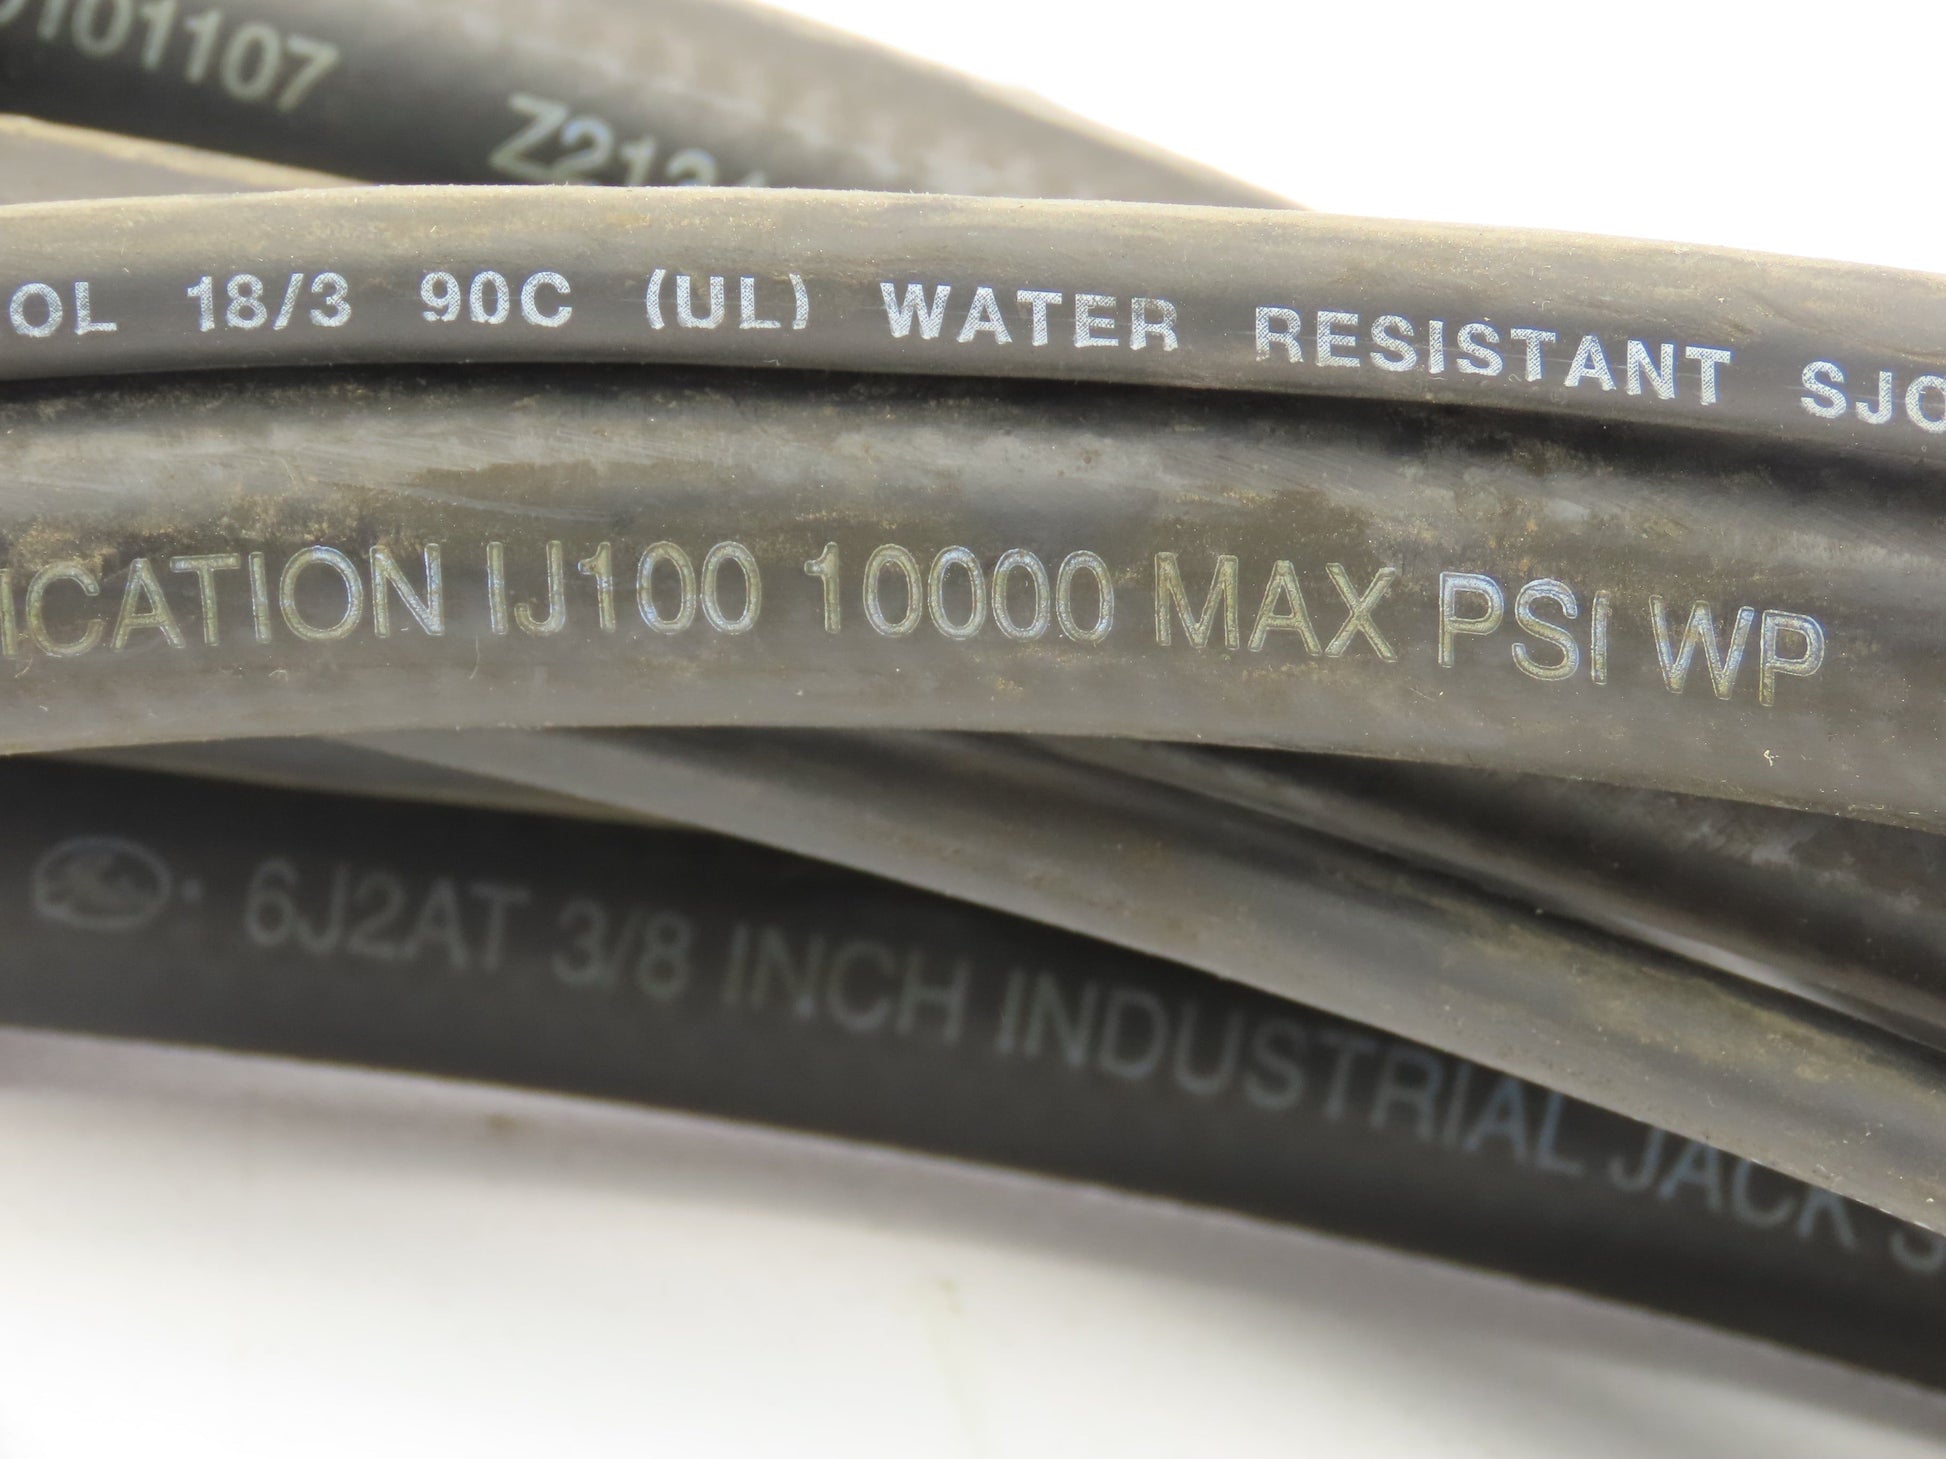 101107 Z213
OL 18/3 90C (UL) WATER RESISTANT SJO
ICATION IJ100 10000 MAX PSI WP
6J2AT 3/8 INCH INDUSTRIAL JACK S